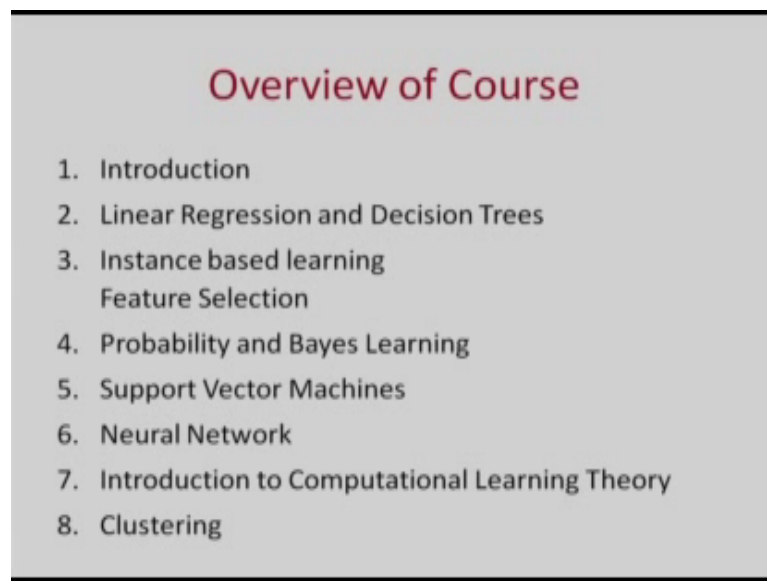 Overview of Course
1. Introduction
2. Linear Regression and Decision Trees
3. Instance based learning
Feature Selection
4. Probability and Bayes Learning
5. Support Vector Machines
6. Neural Network
7. Introduction to Computational Learning Theory
8. Clustering